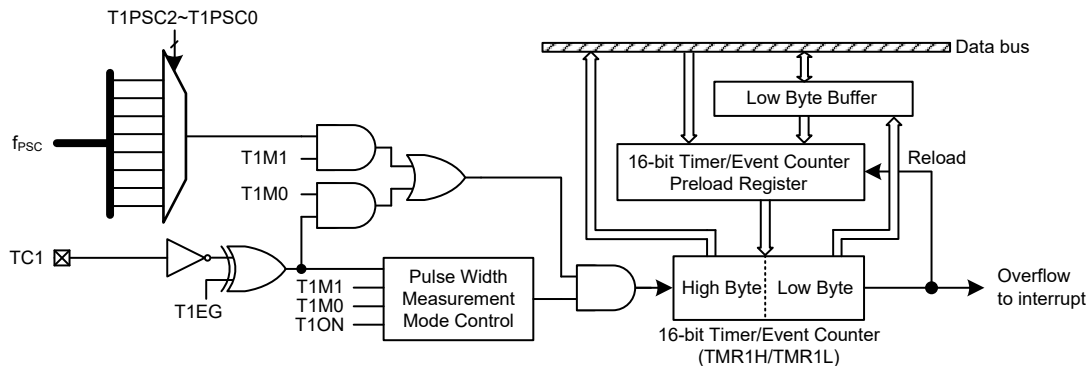 T1PSC2~T1PSC0
Data bus
Low Byte Buffer
fPSC
T1M1
16-bit Timer/Event Counter
Preload Register
Reload
T1M0
TC1
T1EG
Pulse Width
Measurement
Mode Control
T1M1
T1M0
T1ON
High Byte
Low Byte
Overflow
to interrupt
16-bit Timer/Event Counter
(TMR1H/TMR1L)